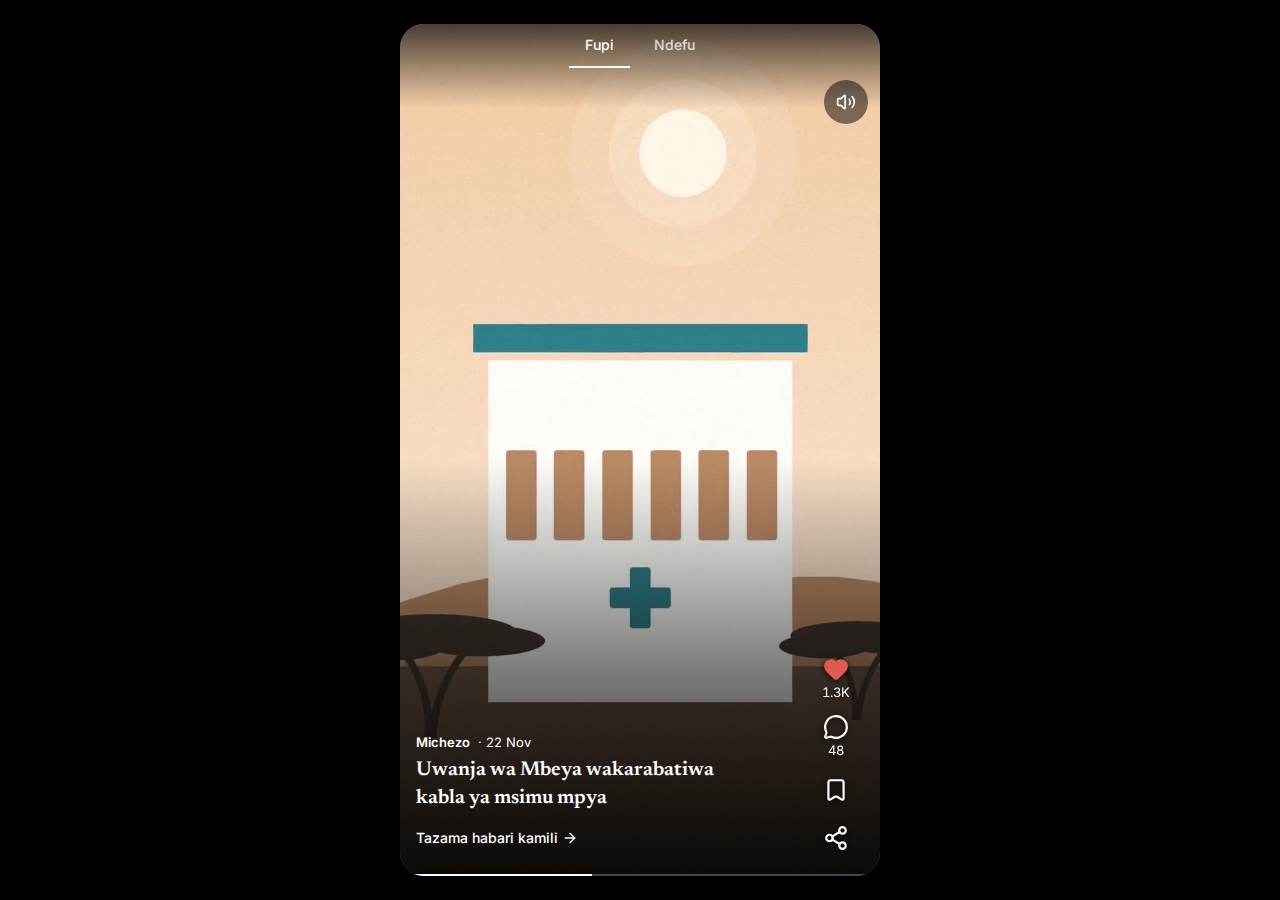 Fupi Ndefu
1.3K
48
Michezo · 22 Nov
Uwanja wa Mbeya wakarabatiwa
kabla ya msimu mpya
Tazama habari kamili →